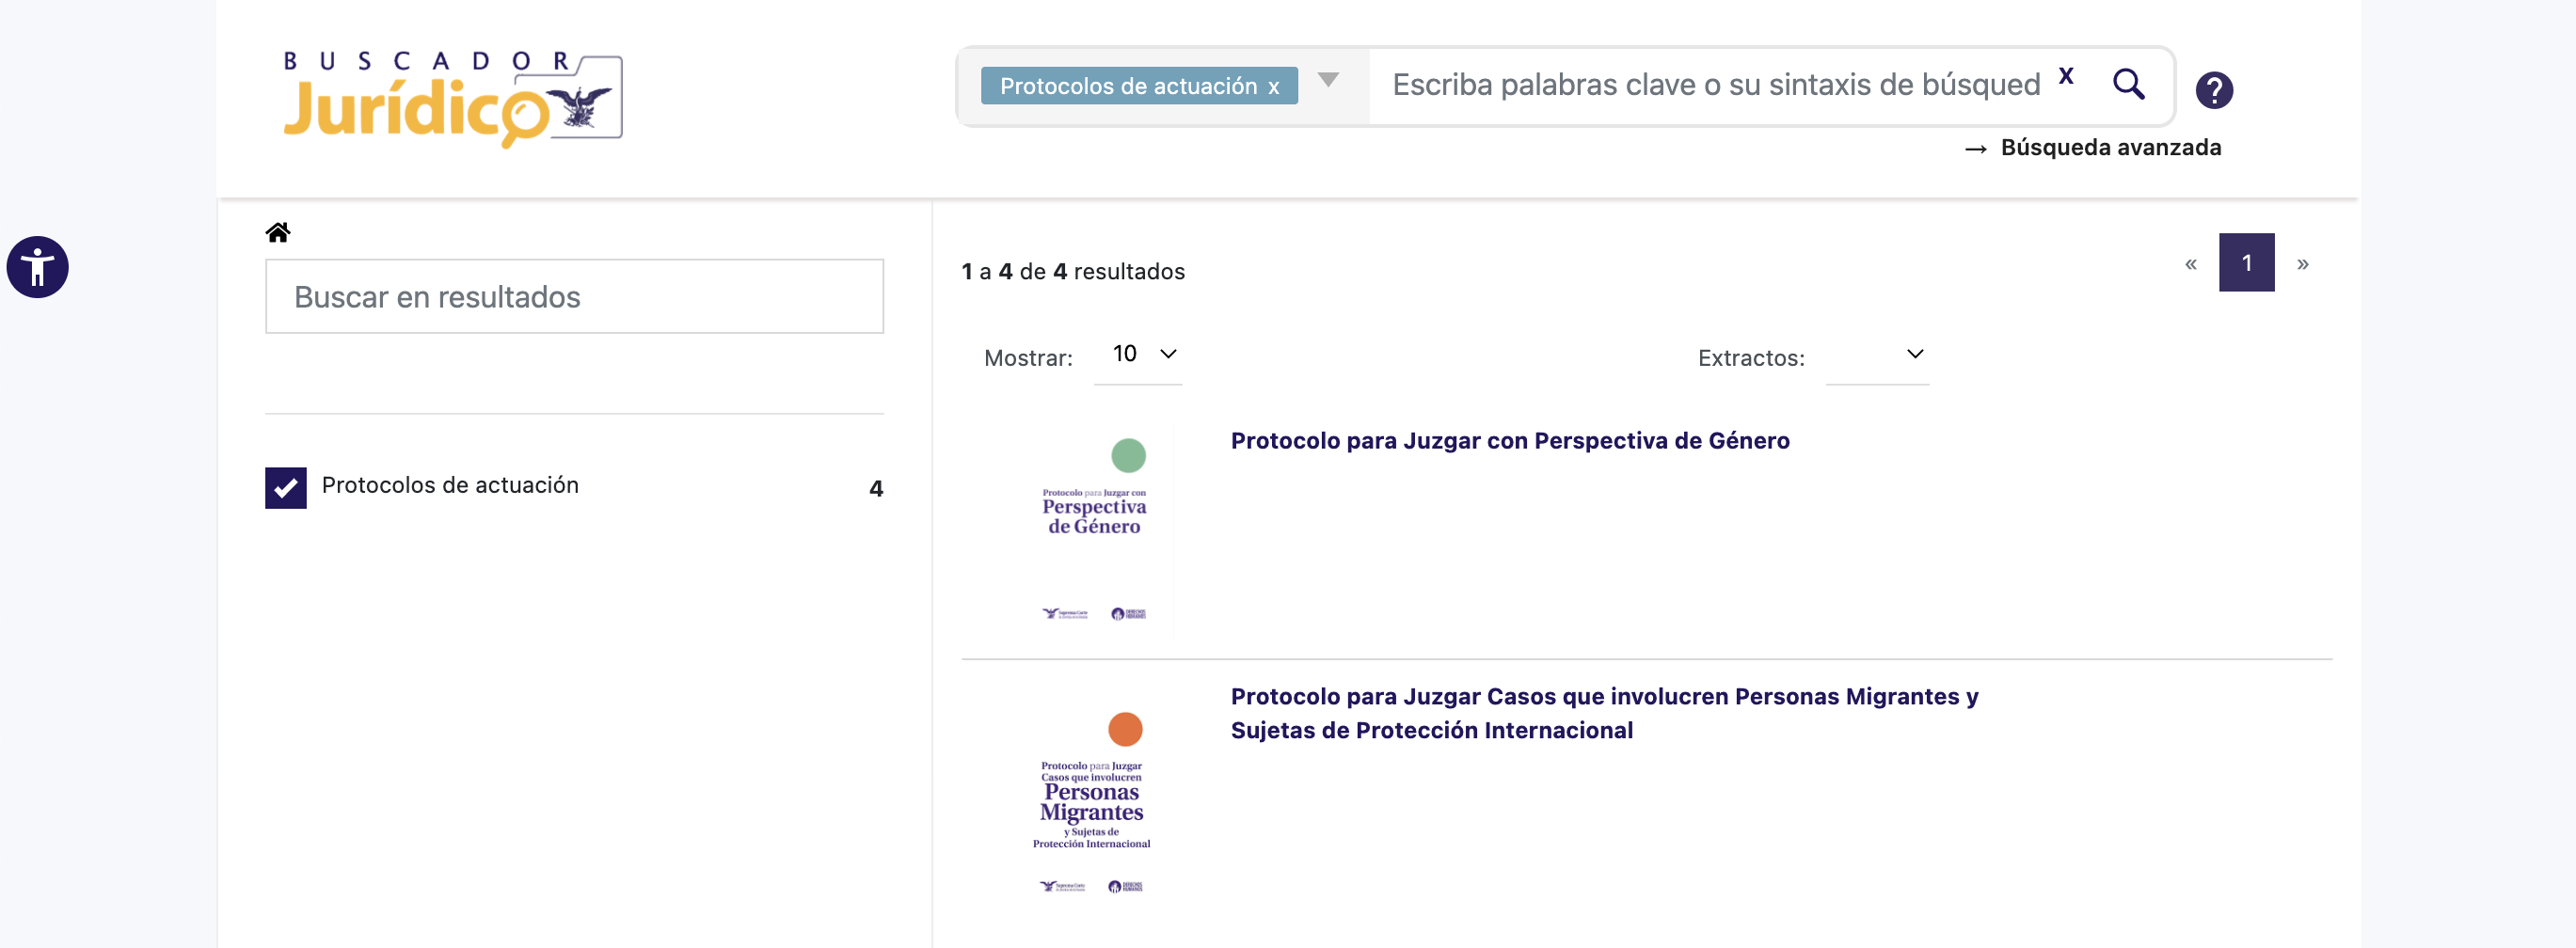 BUSCADOR
Jurídico
Protocolos de actuación x
Escriba palabras clave o su sintaxis de búsqued
x
?
→ Búsqueda avanzada
Buscar en resultados
Protocolos de actuación 4
1 a 4 de 4 resultados
« 1 »
Mostrar: 10
Extractos:
Protocolo para Juzgar con
Perspectiva
de Género
Protocolo para Juzgar con Perspectiva de Género
Protocolo para Juzgar
Casos que involucren
Personas
Migrantes
y Sujetas de
Protección Internacional
Protocolo para Juzgar Casos que involucren Personas Migrantes y
Sujetas de Protección Internacional